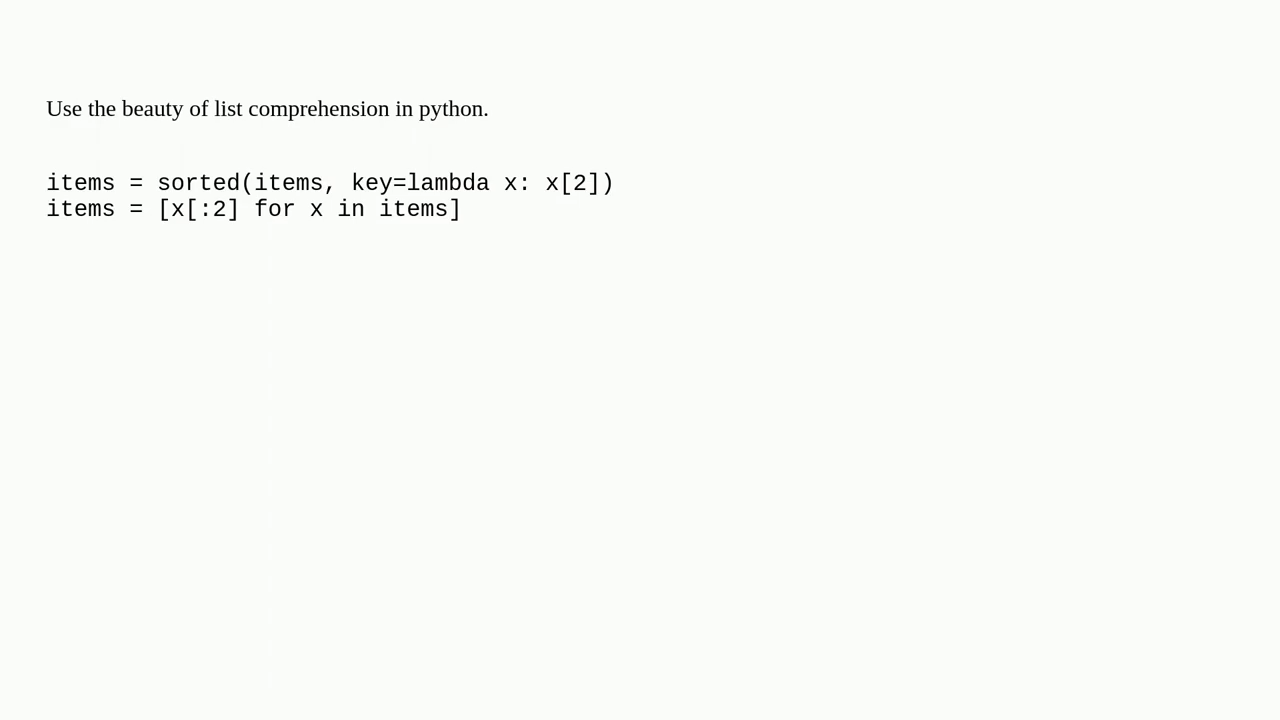 Use the beauty of list comprehension in python.
items = sorted(items, key=lambda x: x[2])
items = [x[:2] for x in items]